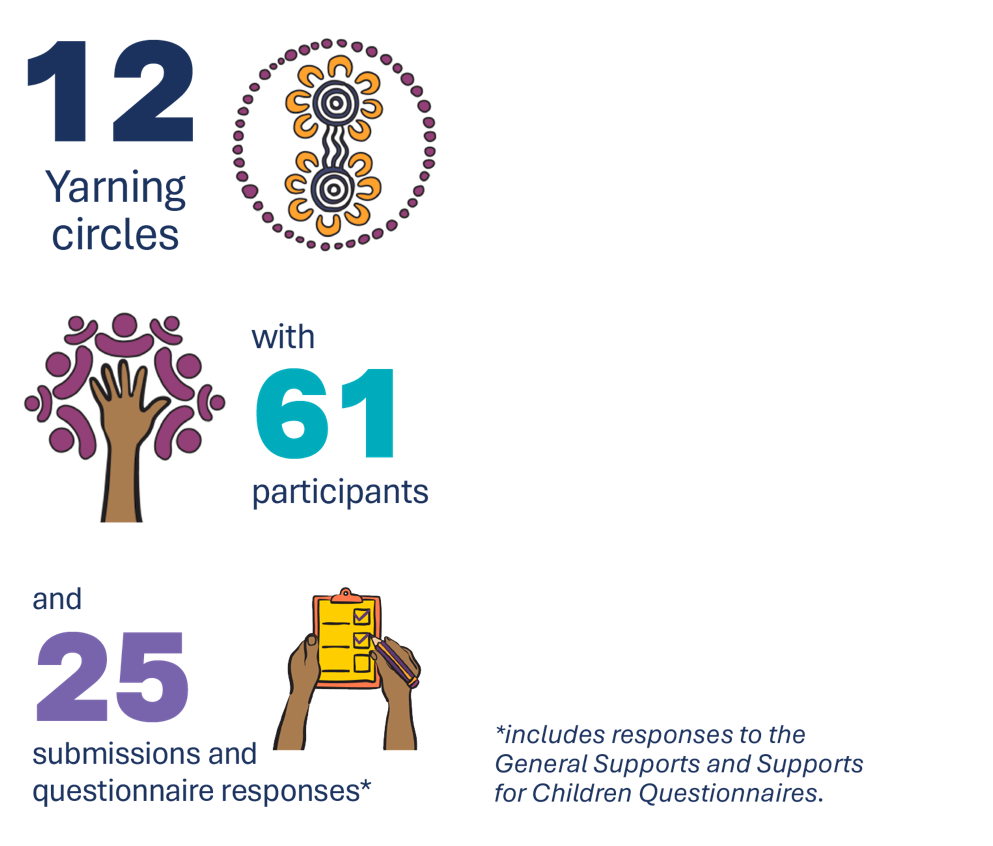 12
Yarning
circles
with
61
participants
and
25
submissions and
questionnaire responses*
*includes responses to the
General Supports and Supports
for Children Questionnaires.